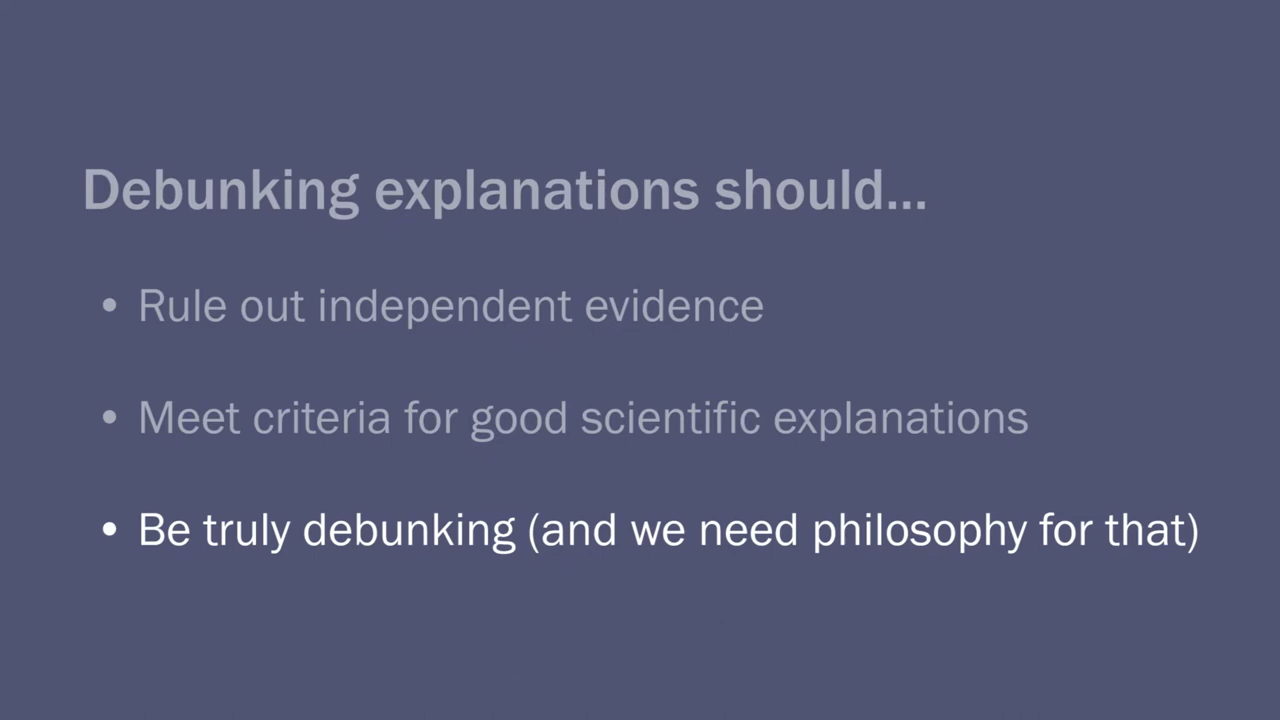 Debunking explanations should...
• Rule out independent evidence
• Meet criteria for good scientific explanations
• Be truly debunking (and we need philosophy for that)